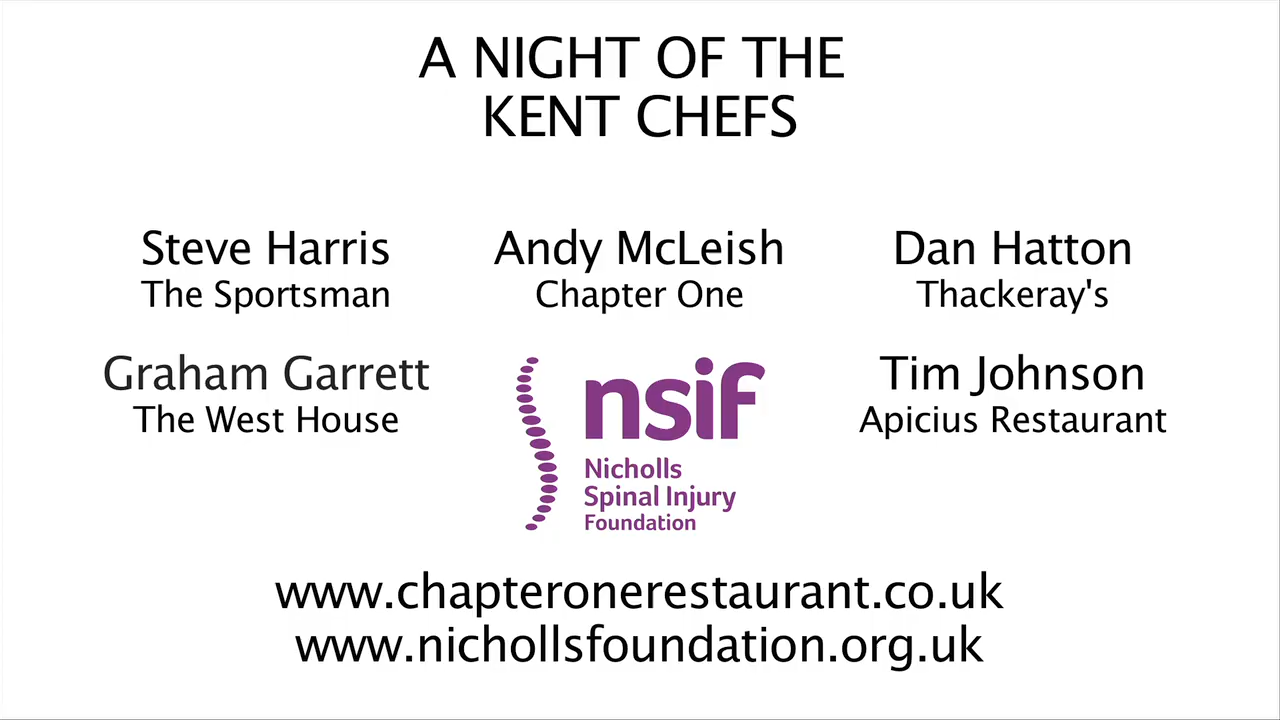 A NIGHT OF THE
KENT CHEFS
Steve Harris
The Sportsman
Andy McLeish
Chapter One
Dan Hatton
Thackeray's
Graham Garrett
The West House
nsif
Nicholls
Spinal Injury
Foundation
Tim Johnson
Apicius Restaurant
www.chapteronerestaurant.co.uk
www.nichollsfoundation.org.uk